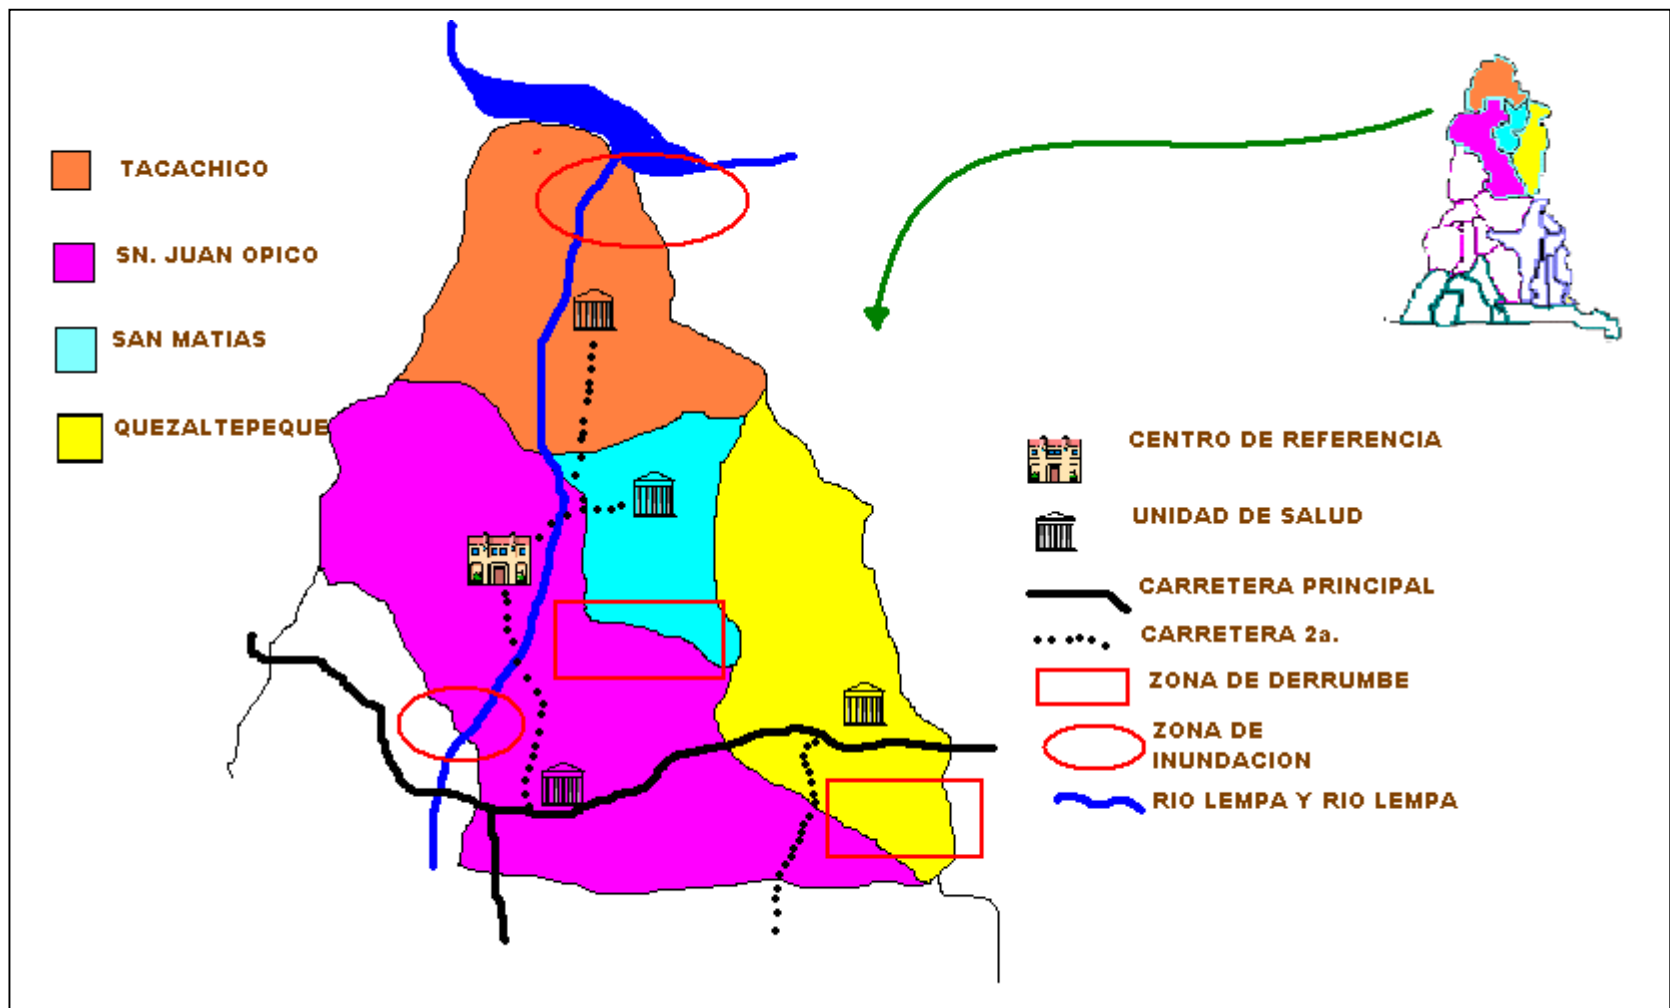 TACACHICO
SN. JUAN OPICO
SAN MATIAS
QUEZALTEPEQUE
CENTRO DE REFERENCIA
UNIDAD DE SALUD
CARRETERA PRINCIPAL
CARRETERA 2a.
ZONA DE DERRUMBE
ZONA DE
INUNDACION
RIO LEMPA Y RIO LEMPA